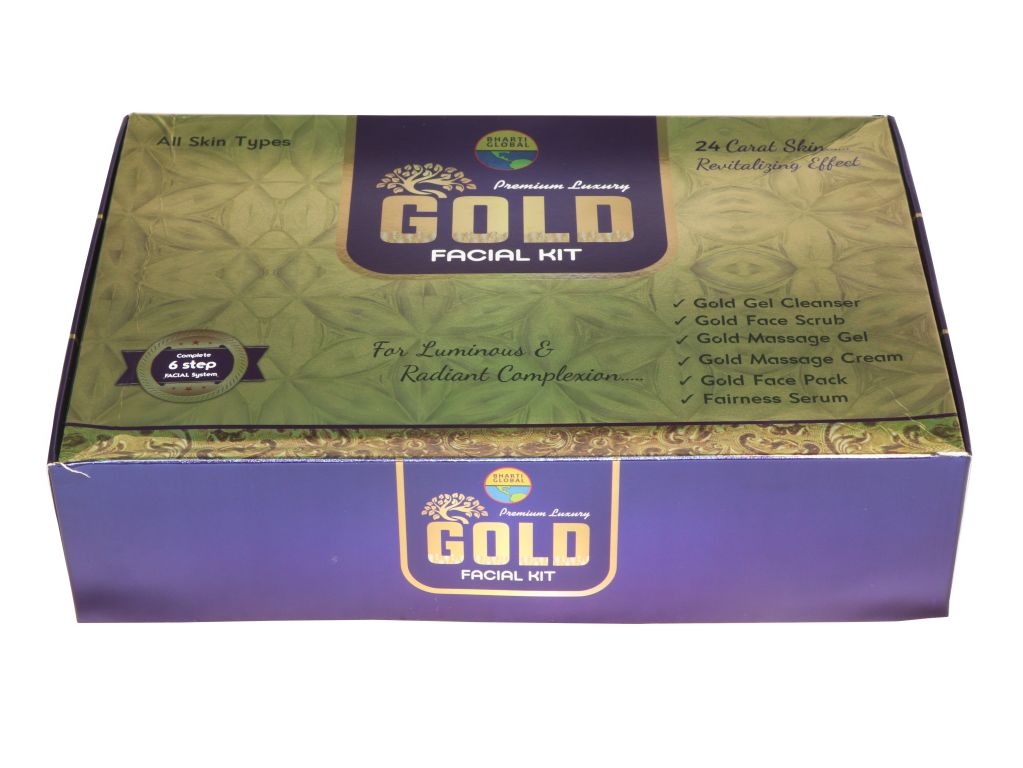 All Skin Types
BHARTI
GLOBAL
Premium Luxury
GOLD
FACIAL KIT
24 Carat Skin.....
Revitalizing Effect
Complete
6 step
FACIAL System
For Luminous &
Radiant Complexion.....
✓ Gold Gel Cleanser
✓ Gold Face Scrub
✓ Gold Massage Gel
✓ Gold Massage Cream
✓ Gold Face Pack
✓ Fairness Serum
BHARTI
GLOBAL
Premium Luxury
GOLD
FACIAL KIT